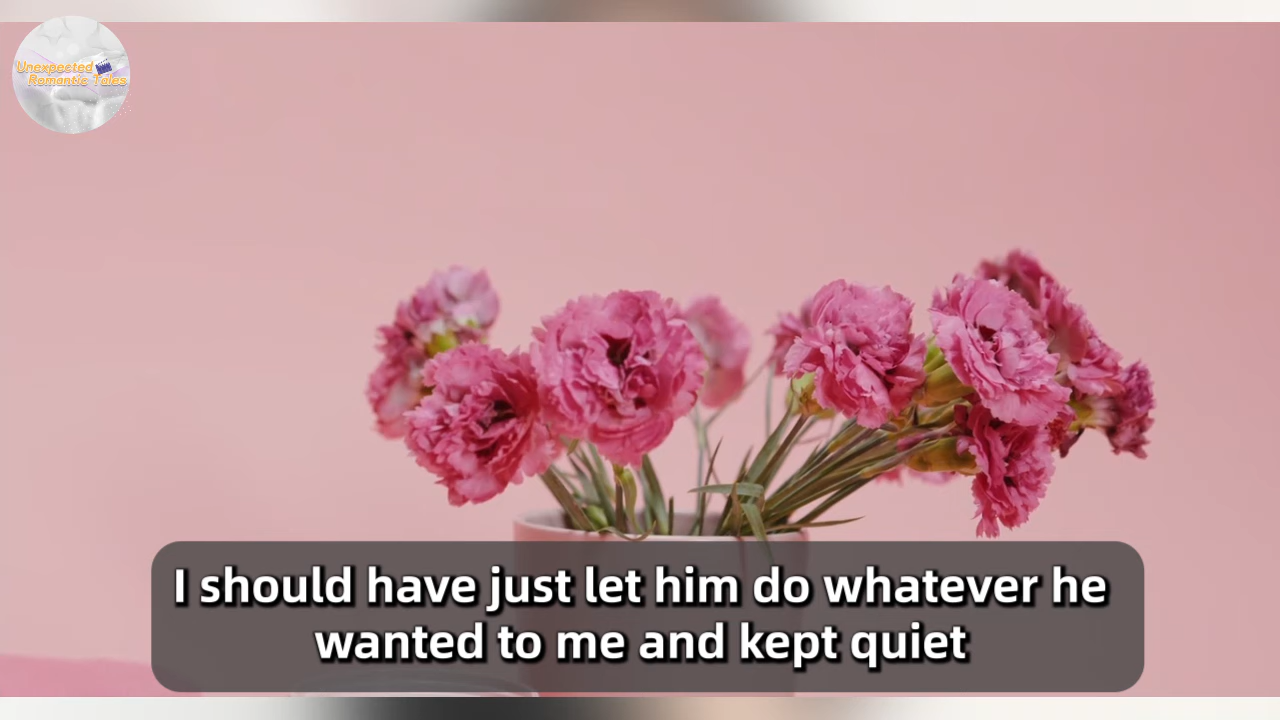 Unexpected
Romantic Tales
I should have just let him do whatever he
wanted to me and kept quiet